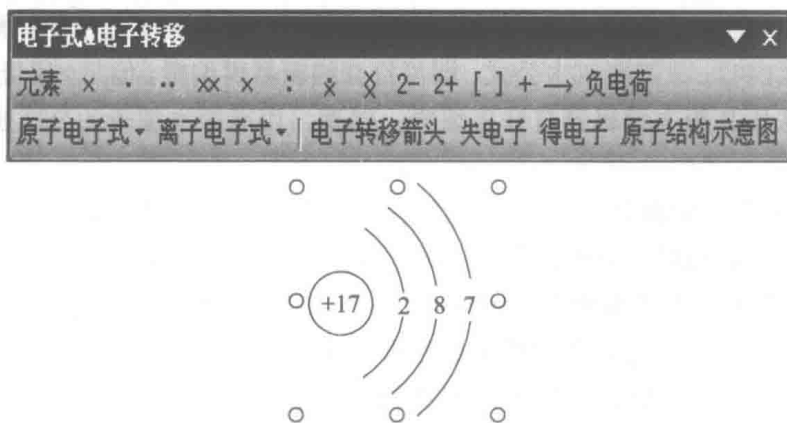 电子式&电子转移
元素 × · ·· ×× × : ·× ×× 2- 2+ [ ] + → 负电荷
原子电子式 离子电子式 电子转移箭头 失电子 得电子 原子结构示意图
+17 2 8 7